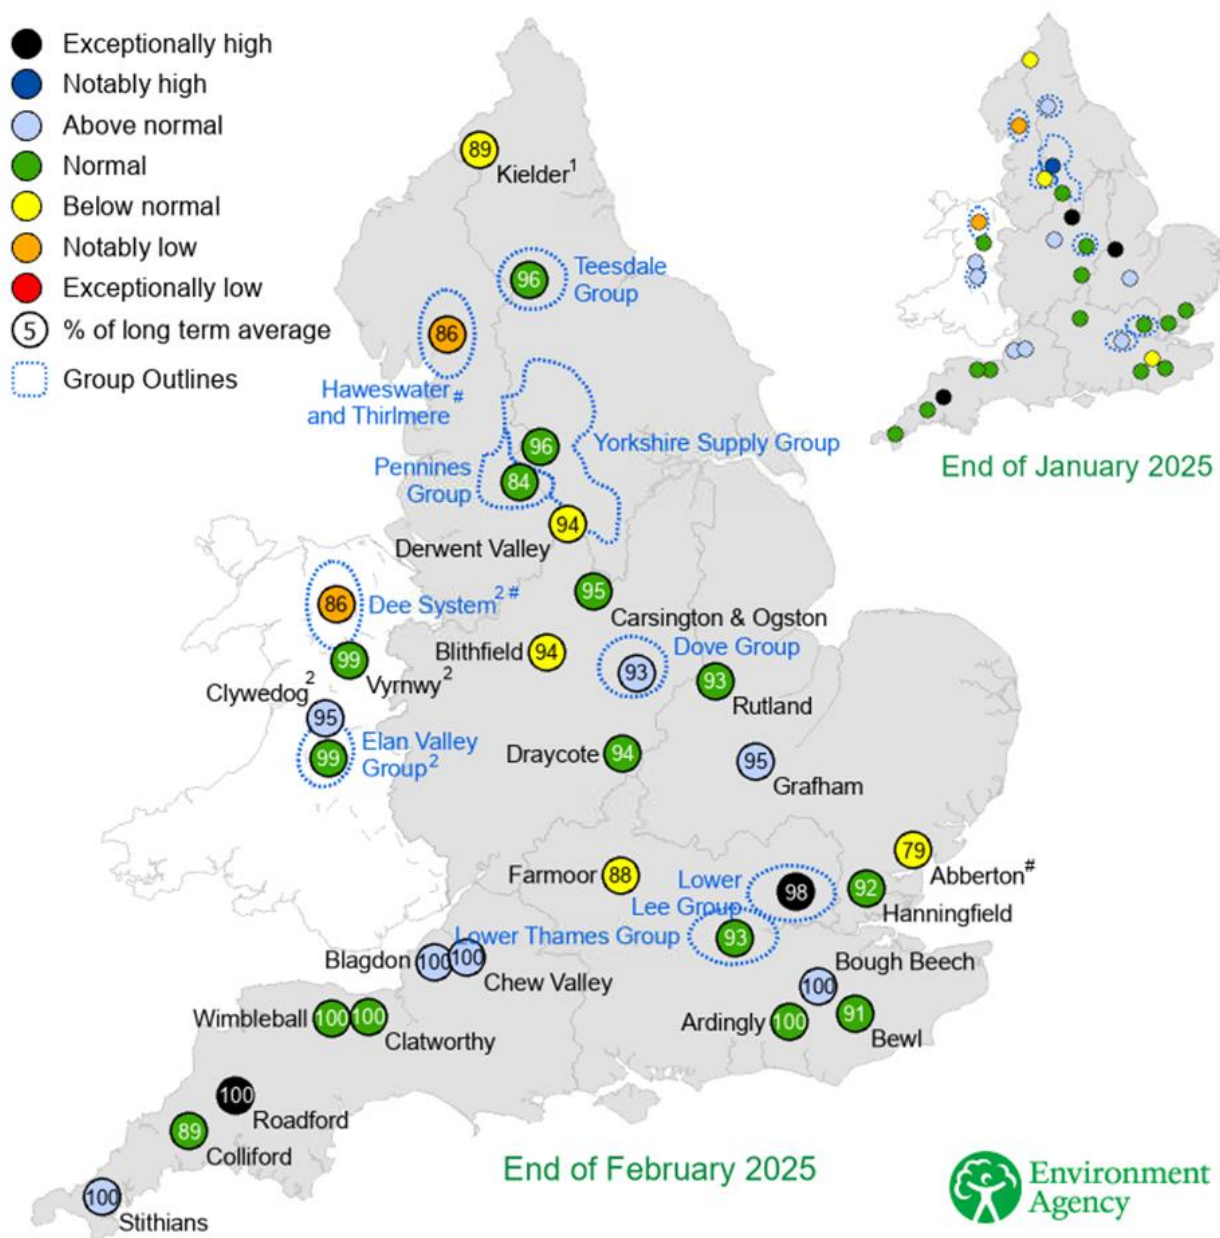 Exceptionally high
Notably high
Above normal
Normal
Below normal
Notably low
Exceptionally low
5 % of long term average
Group Outlines
End of January 2025
89
Kielder1
96
Teesdale
Group
86
Haweswater#
and Thirlmere
96
Yorkshire Supply Group
Pennines
Group
84
94
Derwent Valley
95
Carsington & Ogston
86
Dee System2 #
Blithfield
94
Dove Group
93
99
Vyrnwy2
93
Rutland
Clywedog2
95
Elan Valley
Group2
99
Draycote
94
95
Grafham
79
Abberton#
Farmoor
88
Lower
Lee Group
98
92
Hanningfield
Lower Thames Group
93
Blagdon
100
100
Chew Valley
Bough Beech
100
Wimbleball
100
100
Clatworthy
Ardingly
100
91
Bewl
100
Roadford
89
Colliford
100
Stithians
End of February 2025
Environment
Agency